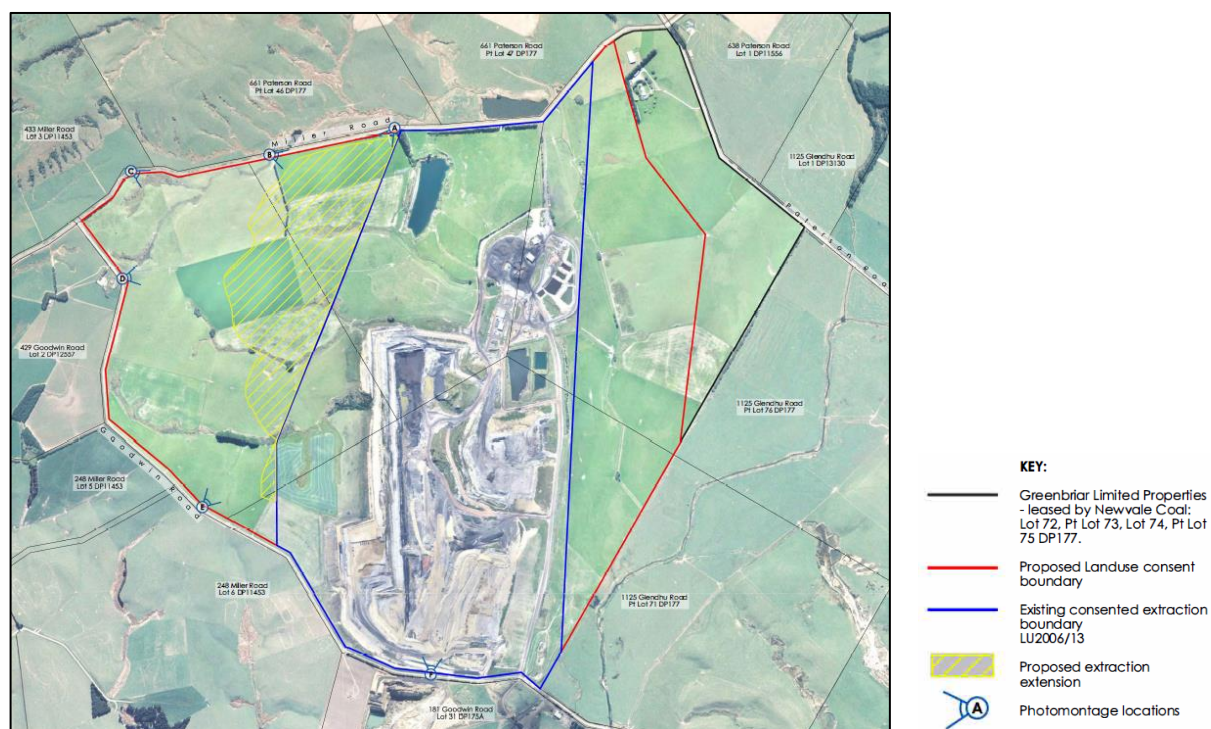 661 Paterson Road
Pt Lot 47 DP177
638 Paterson Road
Lot 1 DP11556
661 Paterson Road
Pt Lot 46 DP177
433 Miller Road
Lot 3 DP11453
Miller Road
A
B
C
1125 Glendhu Road
Lot 1 DP13130
Paterson Road
D
429 Goodwin Road
Lot 2 DP12557
1125 Glendhu Road
Pt Lot 76 DP177
Goodwin Road
248 Miller Road
Lot 5 DP11453
E
248 Miller Road
Lot 6 DP11453
1125 Glendhu Road
Pt Lot 71 DP177
F
181 Goodwin Road
Lot 31 DP175A
KEY:
Greenbriar Limited Properties
- leased by Newvale Coal:
Lot 72, Pt Lot 73, Lot 74, Pt Lot
75 DP177.
Proposed Landuse consent
boundary
Existing consented extraction
boundary
LU2006/13
Proposed extraction
extension
A
Photomontage locations